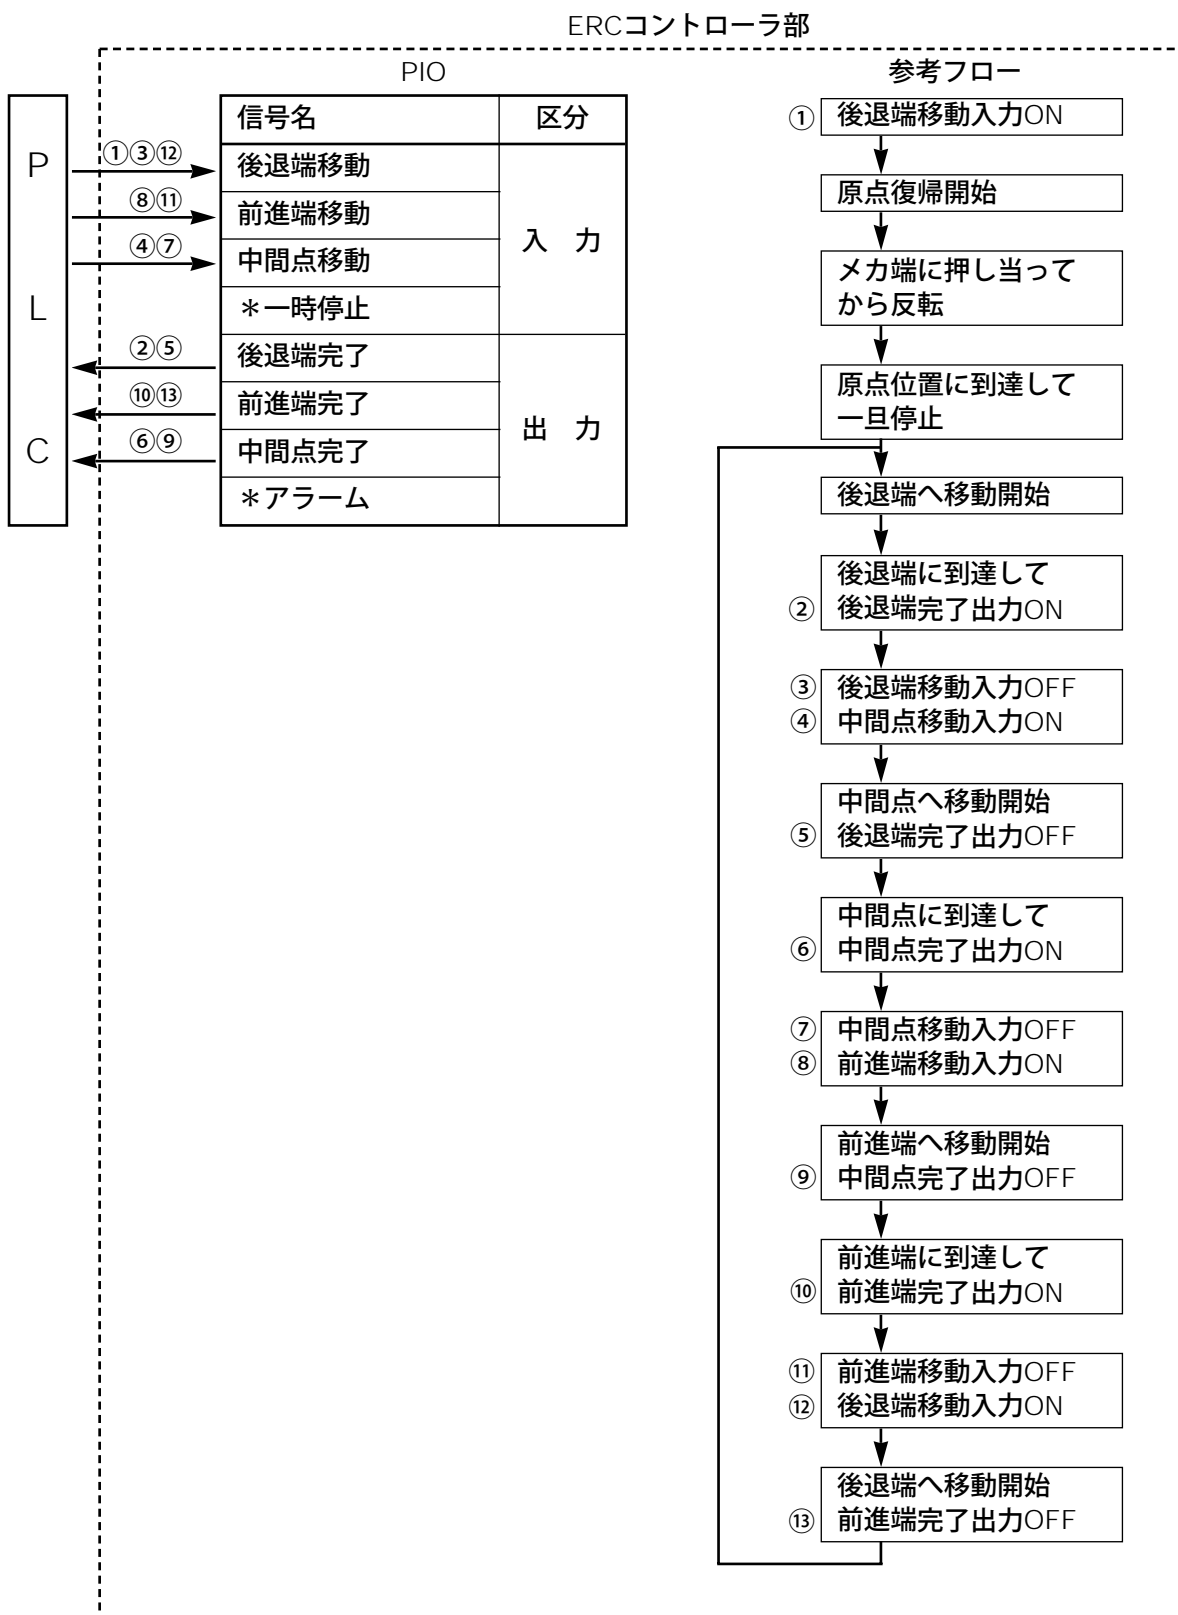 ERCコントローラ部
PIO
P
L
C
信号名 区分
①③⑫ 後退端移動
⑧⑪ 前進端移動
④⑦ 中間点移動
＊一時停止
入 力
②⑤ 後退端完了
⑩⑬ 前進端完了
⑥⑨ 中間点完了
＊アラーム
出 力
参考フロー
① 後退端移動入力ON
原点復帰開始
メカ端に押し当って
から反転
原点位置に到達して
一旦停止
後退端へ移動開始
後退端に到達して
② 後退端完了出力ON
③ 後退端移動入力OFF
④ 中間点移動入力ON
中間点へ移動開始
⑤ 後退端完了出力OFF
中間点に到達して
⑥ 中間点完了出力ON
⑦ 中間点移動入力OFF
⑧ 前進端移動入力ON
前進端へ移動開始
⑨ 中間点完了出力OFF
前進端に到達して
⑩ 前進端完了出力ON
⑪ 前進端移動入力OFF
⑫ 後退端移動入力ON
後退端へ移動開始
⑬ 前進端完了出力OFF